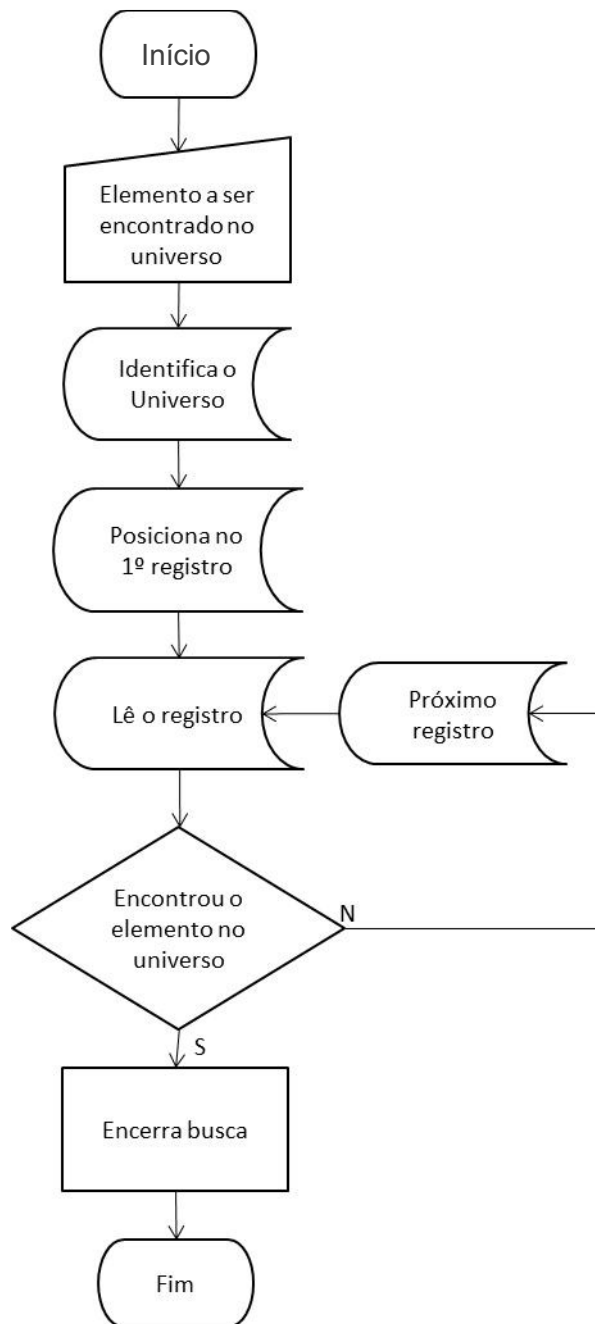 Início
Elemento a ser
encontrado no
universo
Identifica o
Universo
Posiciona no
1º registro
Lê o registro
Próximo
registro
Encontrou o
elemento no
universo
N
S
Encerra busca
Fim